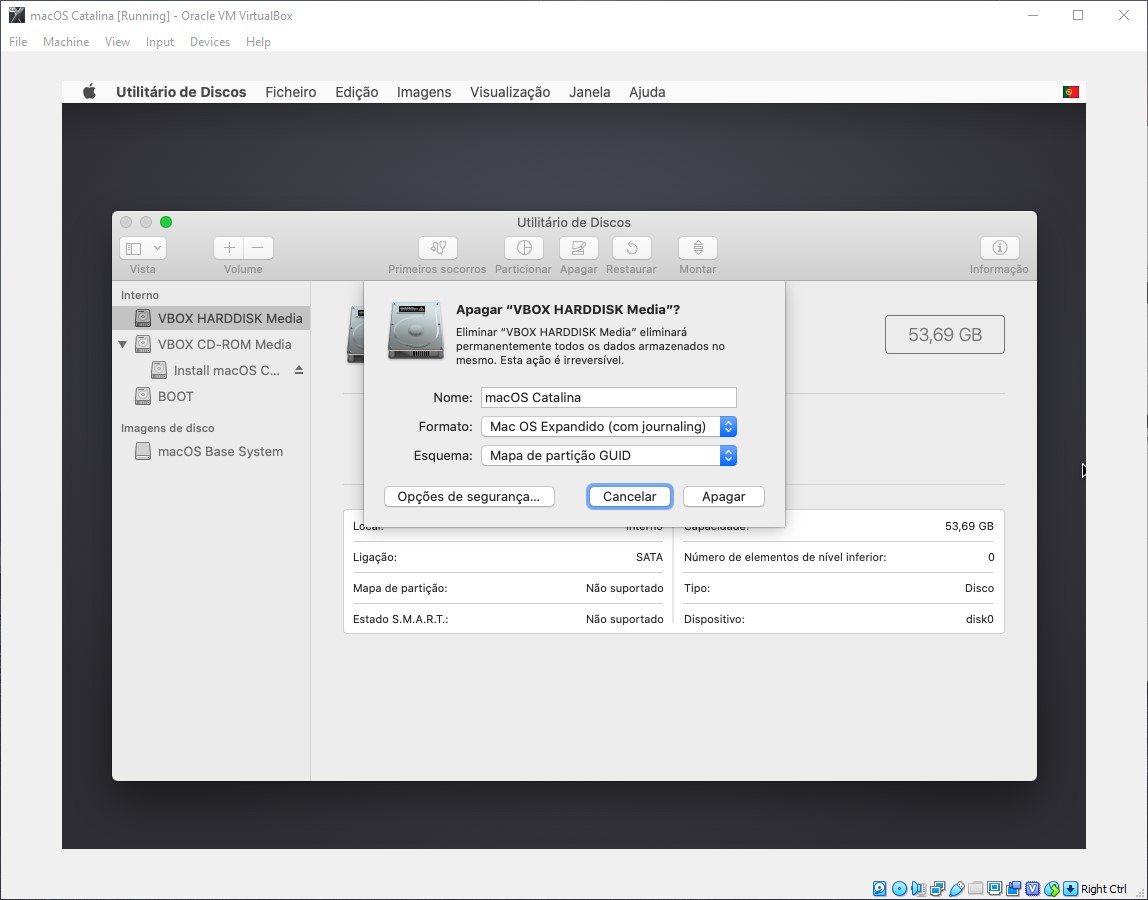 macOS Catalina [Running] - Oracle VM VirtualBox
File Machine View Input Devices Help
Utilitário de Discos Ficheiro Edição Imagens Visualização Janela Ajuda
Utilitário de Discos
Vista Volume Primeiros socorros Particionar Apagar Restaurar Montar Informação
Interno
VBOX HARDDISK Media
VBOX CD-ROM Media
Install macOS C...
BOOT
Imagens de disco
macOS Base System
53,69 GB
Apagar “VBOX HARDDISK Media”?
Eliminar “VBOX HARDDISK Media” eliminará
permanentemente todos os dados armazenados no
mesmo. Esta ação é irreversível.
Nome: macOS Catalina
Formato: Mac OS Expandido (com journaling)
Esquema: Mapa de partição GUID
Opções de segurança... Cancelar Apagar
Local: Interno Capacidade: 53,69 GB
Ligação: SATA Número de elementos de nível inferior: 0
Mapa de partição: Não suportado Tipo: Disco
Estado S.M.A.R.T.: Não suportado Dispositivo: disk0
Right Ctrl